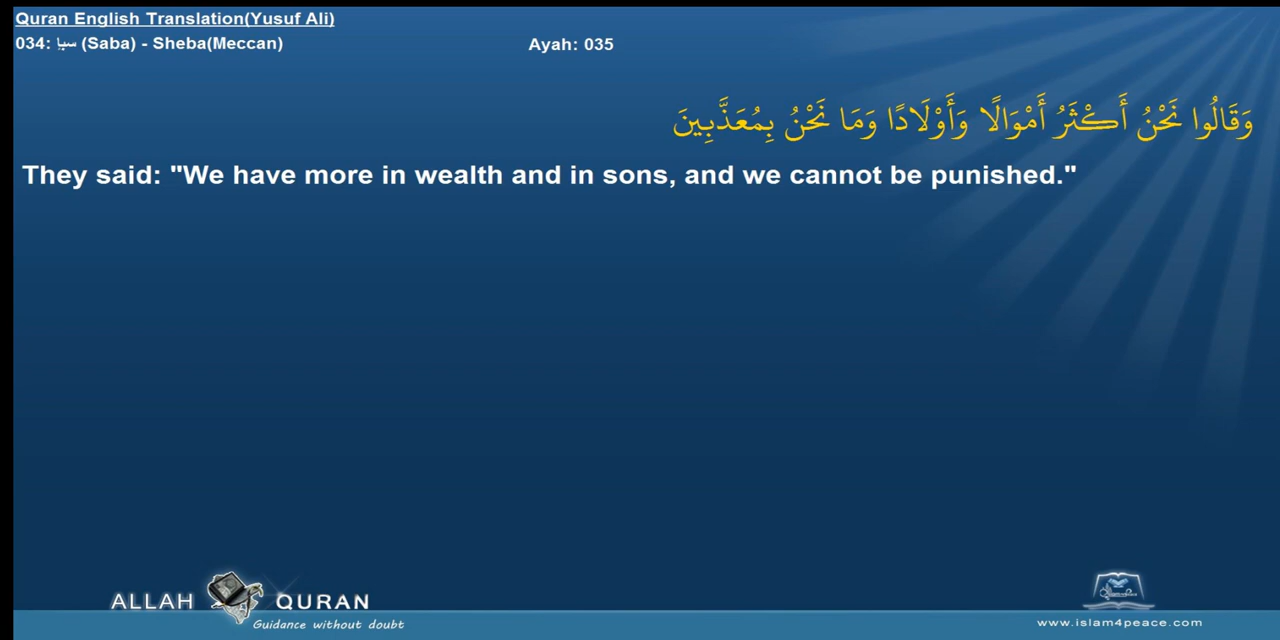 Quran English Translation(Yusuf Ali)
034: سبإ (Saba) - Sheba(Meccan) Ayah: 035
وَقَالُوا نَحْنُ أَكْثَرُ أَمْوَالًا وَأَوْلَادًا وَمَا نَحْنُ بِمُعَذَّبِينَ
They said: "We have more in wealth and in sons, and we cannot be punished."
ALLAH QURAN
Guidance without doubt
www.islam4peace.com